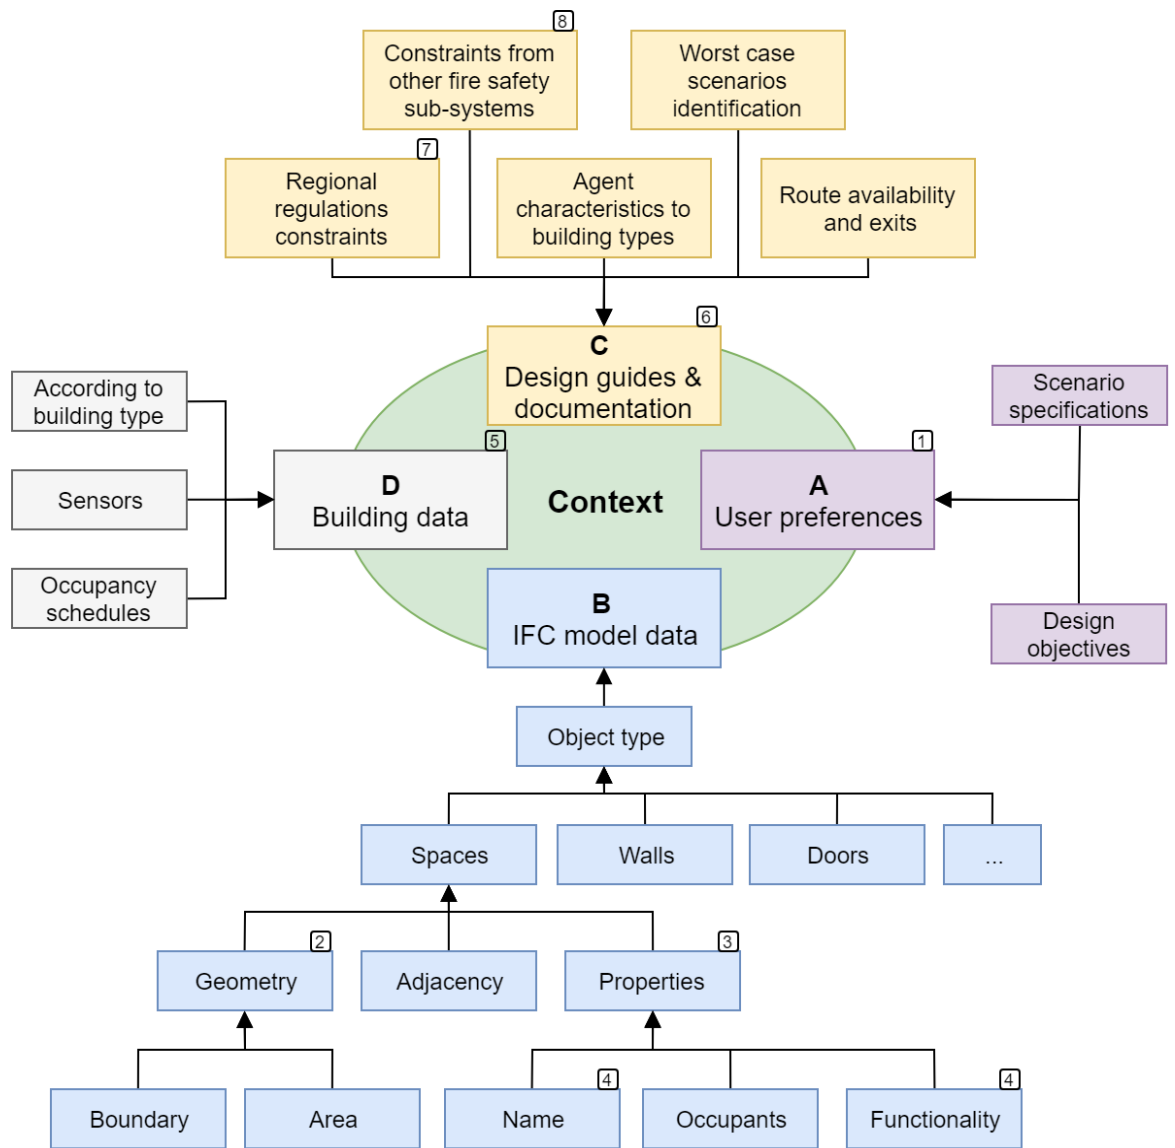 8
Constraints from
other fire safety
sub-systems
Worst case
scenarios
identification
7
Regional
regulations
constraints
Agent
characteristics to
building types
Route availability
and exits
6
C
Design guides &
documentation
According to
building type
Sensors
Occupancy
schedules
5
D
Building data
Context
1
A
User preferences
Scenario
specifications
Design
objectives
B
IFC model data
Object type
Spaces
Walls
Doors
...
2
Geometry
Adjacency
3
Properties
Boundary
Area
4
Name
Occupants
4
Functionality